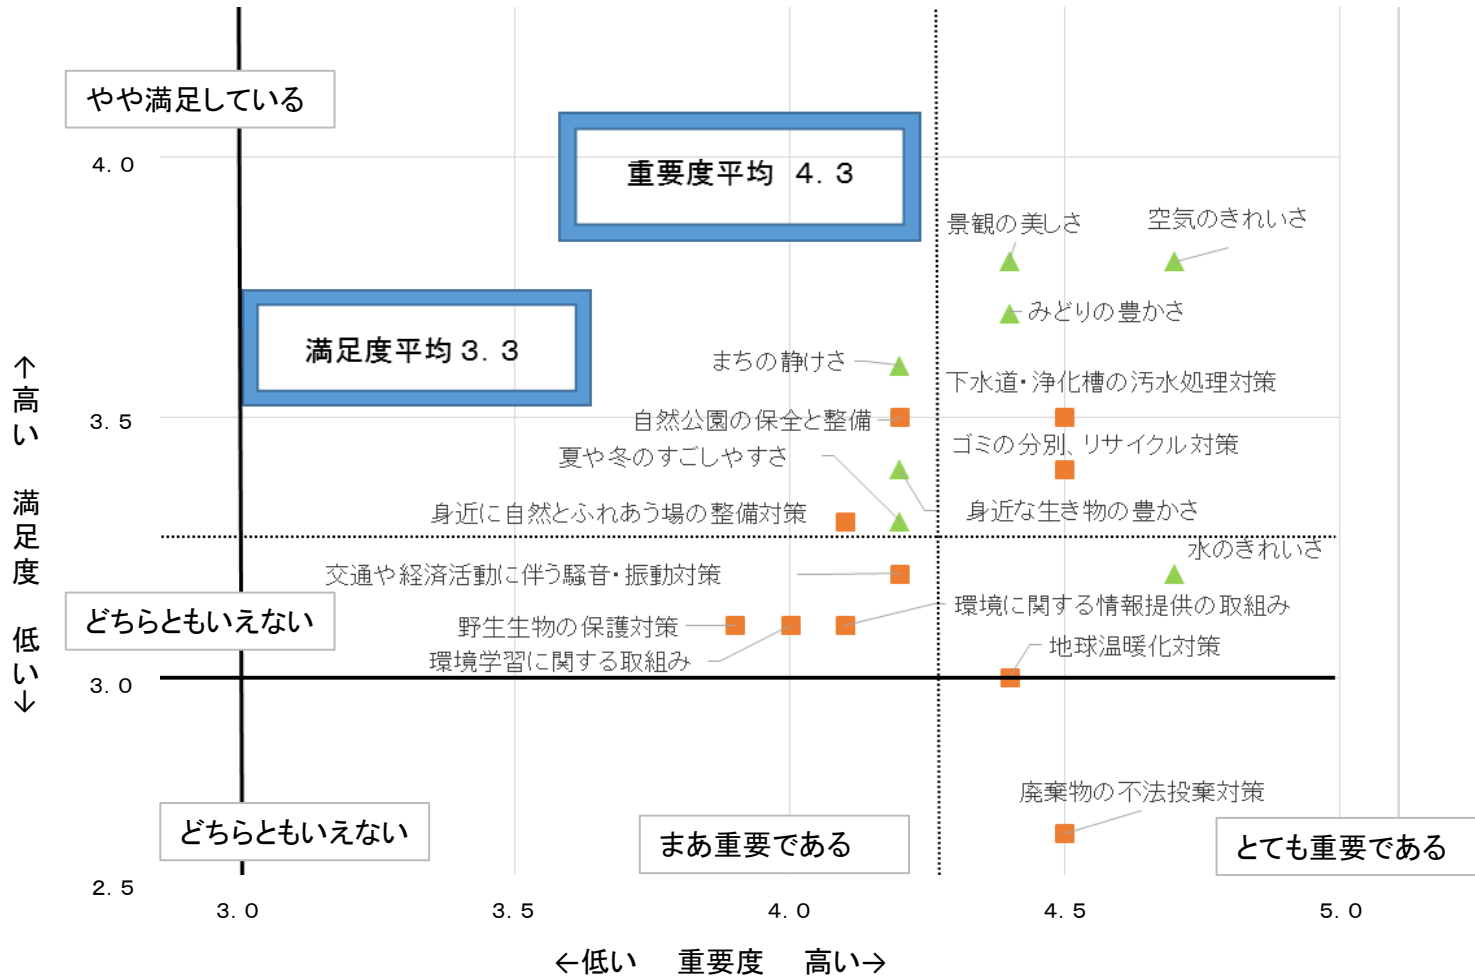 やや満足している
4.0
重要度平均 4.3
景観の美しさ
空気のきれいさ
みどりの豊かさ
満足度平均3.3
まちの静けさ
下水道・浄化槽の汚水処理対策
3.5
自然公園の保全と整備
ゴミの分別、リサイクル対策
夏や冬のすごしやすさ
身近に自然とふれあう場の整備対策
身近な生き物の豊かさ
水のきれいさ
交通や経済活動に伴う騒音・振動対策
環境に関する情報提供の取組み
どちらともいえない
野生生物の保護対策
地球温暖化対策
環境学習に関する取組み
3.0
↑高い 満足度 低い↓
廃棄物の不法投棄対策
どちらともいえない
まあ重要である
とても重要である
2.5
3.0 3.5 4.0 4.5 5.0
←低い 重要度 高い→